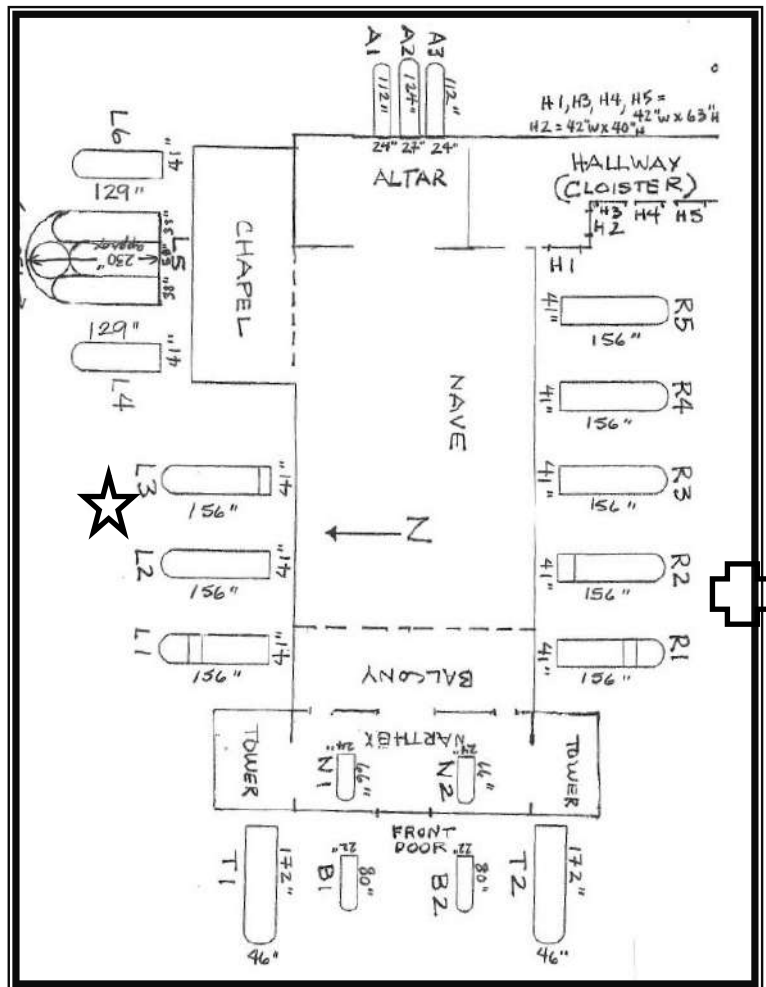 A1
A2
A3
112"
124"
112"
24"
27"
24"
ALTAR
H1, H3, H4, H5 =
42"W x 63"H
H2 = 42"W x 40"H
HALLWAY
(CLOISTER)
H3 H4 H5
H2
H1
L6
41"
129"
L5
38"
230"
approx
38"
129"
41"
L4
CHAPEL
NAVE
N
L3
41"
156"
L2
41"
156"
L1
41"
156"
R5
41"
156"
R4
41"
156"
R3
41"
156"
R2
41"
156"
R1
41"
156"
BALCONY
NARTHEX
TOWER
TOWER
24"
66"
N1
24"
66"
N2
FRONT
DOOR
T1
172"
46"
B1
22"
80"
B2
22"
80"
T2
172"
46"